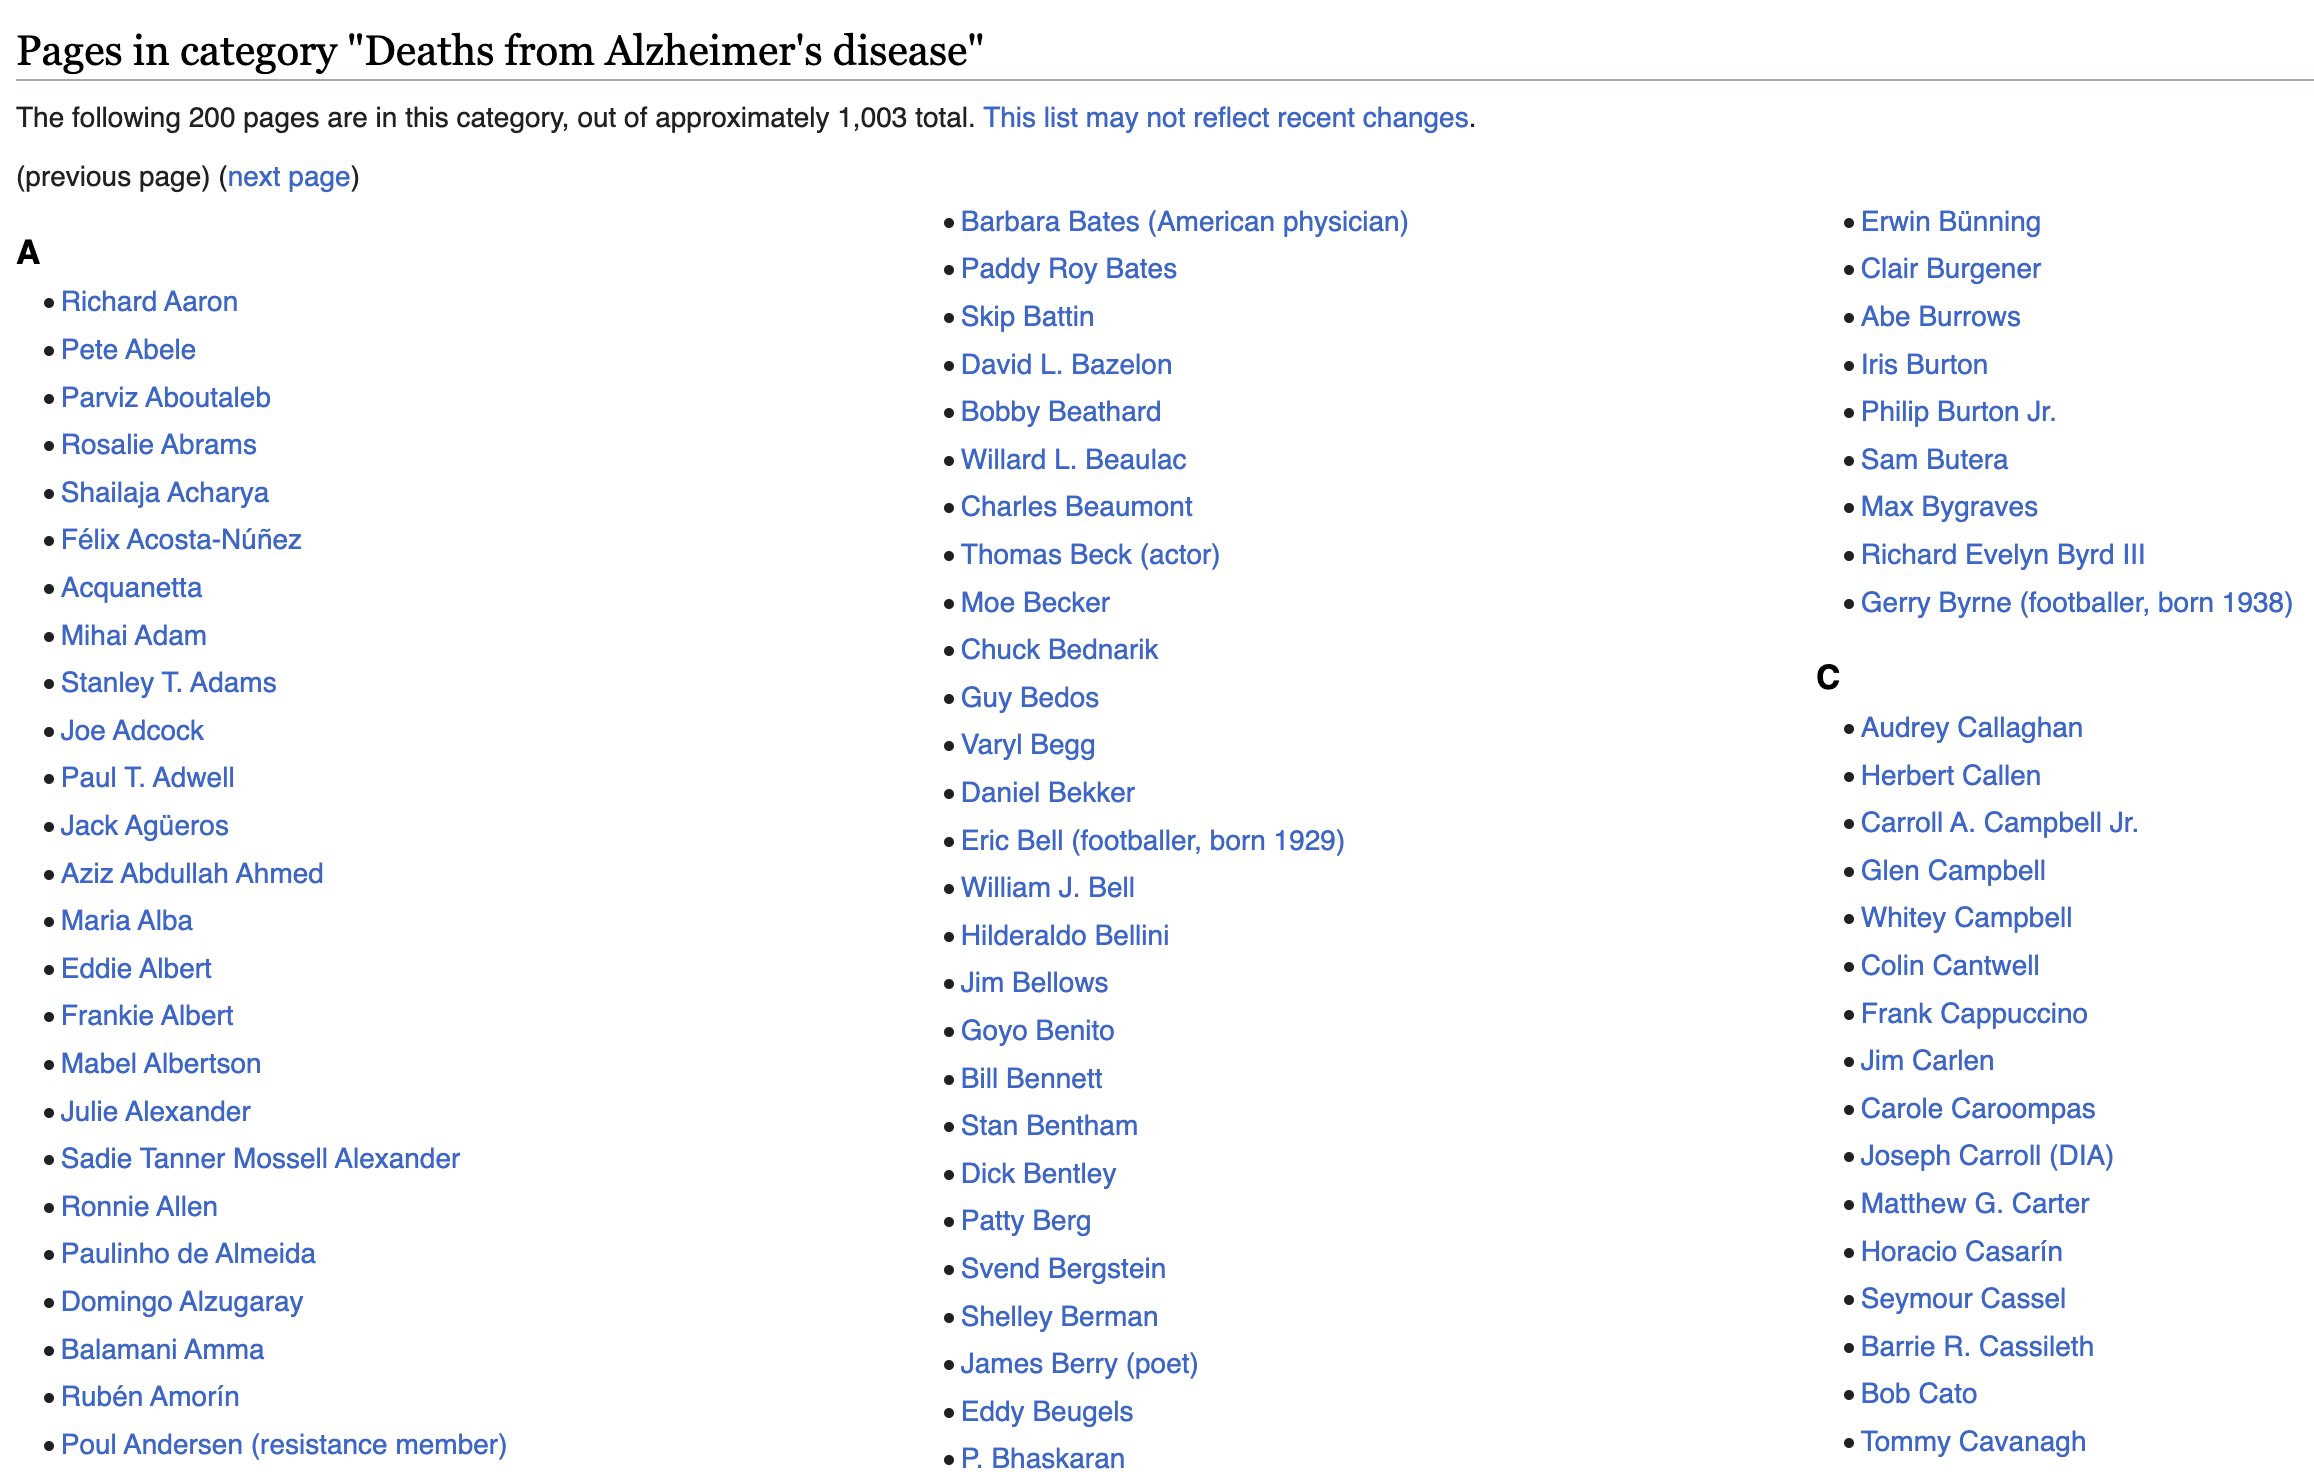 Pages in category "Deaths from Alzheimer's disease"
The following 200 pages are in this category, out of approximately 1,003 total. This list may not reflect recent changes.
(previous page) (next page)
A
Richard Aaron
Pete Abele
Parviz Aboutaleb
Rosalie Abrams
Shailaja Acharya
Félix Acosta-Núñez
Acquanetta
Mihai Adam
Stanley T. Adams
Joe Adcock
Paul T. Adwell
Jack Agüeros
Aziz Abdullah Ahmed
Maria Alba
Eddie Albert
Frankie Albert
Mabel Albertson
Julie Alexander
Sadie Tanner Mossell Alexander
Ronnie Allen
Paulinho de Almeida
Domingo Alzugaray
Balamani Amma
Rubén Amorín
Poul Andersen (resistance member)
Barbara Bates (American physician)
Paddy Roy Bates
Skip Battin
David L. Bazelon
Bobby Beathard
Willard L. Beaulac
Charles Beaumont
Thomas Beck (actor)
Moe Becker
Chuck Bednarik
Guy Bedos
Varyl Begg
Daniel Bekker
Eric Bell (footballer, born 1929)
William J. Bell
Hilderaldo Bellini
Jim Bellows
Goyo Benito
Bill Bennett
Stan Bentham
Dick Bentley
Patty Berg
Svend Bergstein
Shelley Berman
James Berry (poet)
Eddy Beugels
P. Bhaskaran
Erwin Bünning
Clair Burgener
Abe Burrows
Iris Burton
Philip Burton Jr.
Sam Butera
Max Bygraves
Richard Evelyn Byrd III
Gerry Byrne (footballer, born 1938)
C
Audrey Callaghan
Herbert Callen
Carroll A. Campbell Jr.
Glen Campbell
Whitey Campbell
Colin Cantwell
Frank Cappuccino
Jim Carlen
Carole Caroompas
Joseph Carroll (DIA)
Matthew G. Carter
Horacio Casarín
Seymour Cassel
Barrie R. Cassileth
Bob Cato
Tommy Cavanagh